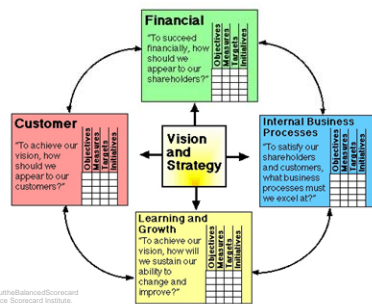 Financial
"To succeed
financially, how
should we
appear to our
shareholders?"
Objectives
Measures
Targets
Initiatives
Customer
"To achieve our
vision, how
should we
appear to our
customers?"
Objectives
Measures
Targets
Initiatives
Vision
and
Strategy
Internal Business
Processes
"To satisfy our
shareholders
and customers,
what business
processes must
we excel at?"
Objectives
Measures
Targets
Initiatives
Learning and
Growth
"To achieve our
vision, how will
we sustain our
ability to
change and
improve?"
Objectives
Measures
Targets
Initiatives
utheBalancedScorecard
ce Scorecard Institute.